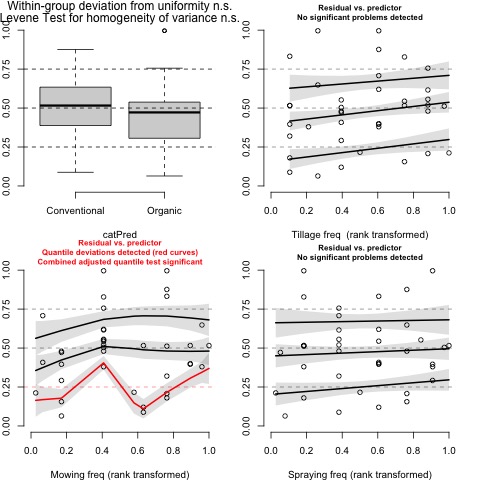 Within-group deviation from uniformity n.s.
Levene Test for homogeneity of variance n.s.
0.00 0.25 0.50 0.75 1.00
Conventional Organic
catPred
Residual vs. predictor
No significant problems detected
0.00 0.25 0.50 0.75 1.00
0.0 0.2 0.4 0.6 0.8 1.0
Tillage freq (rank transformed)
Residual vs. predictor
Quantile deviations detected (red curves)
Combined adjusted quantile test significant
0.00 0.25 0.50 0.75 1.00
0.0 0.2 0.4 0.6 0.8 1.0
Mowing freq (rank transformed)
Residual vs. predictor
No significant problems detected
0.00 0.25 0.50 0.75 1.00
0.0 0.2 0.4 0.6 0.8 1.0
Spraying freq (rank transformed)